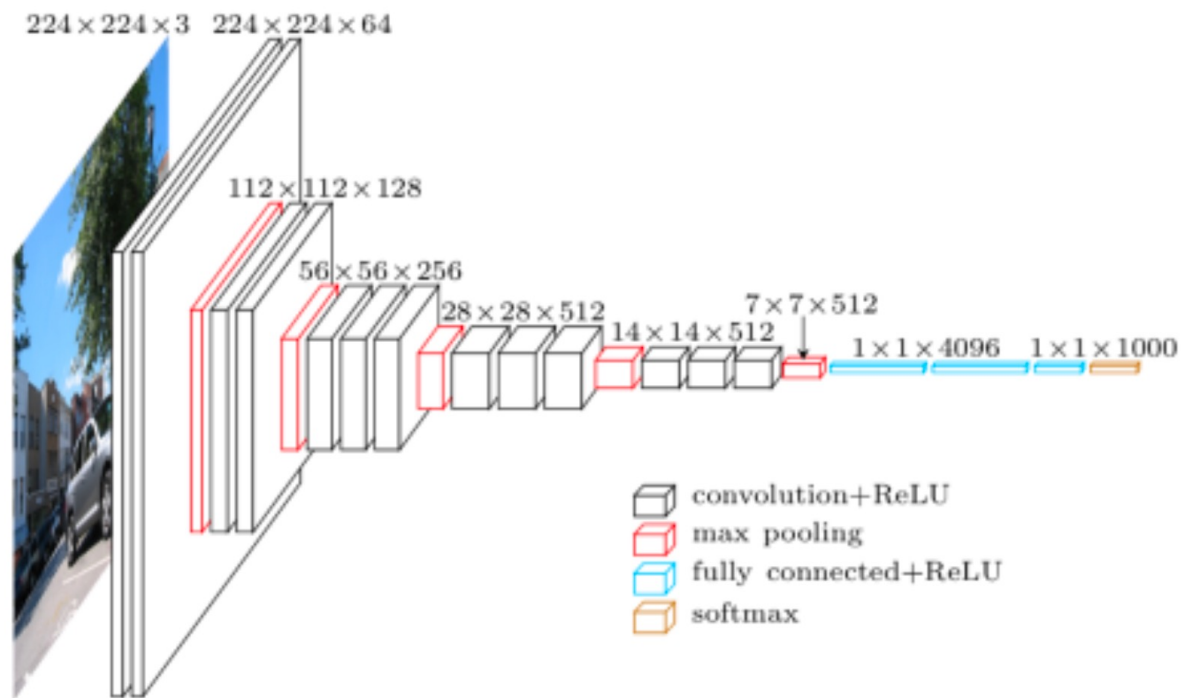 224×224×3
224×224×64
112×112×128
56×56×256
28×28×512
14×14×512
7×7×512
1×1×4096
1×1×1000
convolution+ReLU
max pooling
fully connected+ReLU
softmax